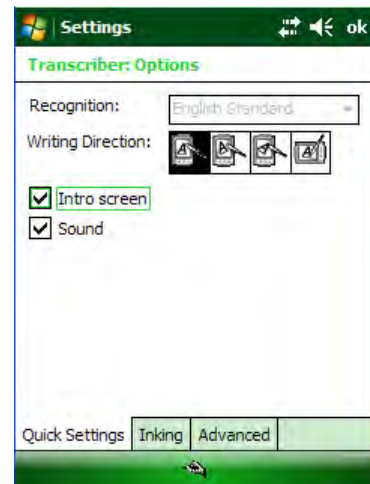 Settings ok
Transcriber: Options
Recognition: English Standard
Writing Direction: A A A A
Intro screen
Sound
Quick Settings Inking Advanced